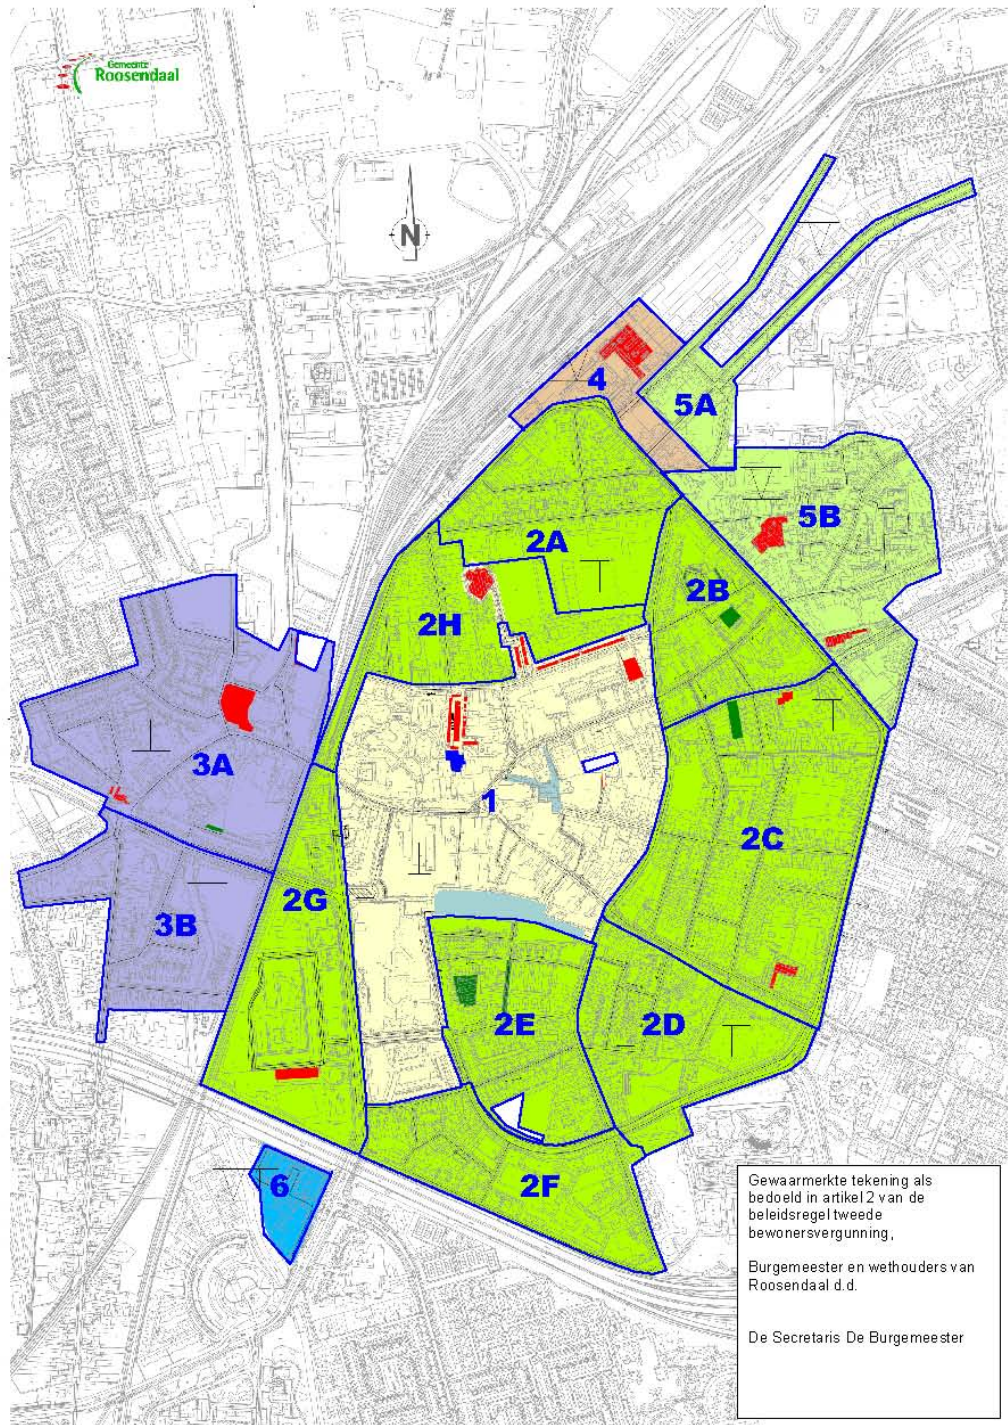 Gemeente
Roosendaal
N
4
5A
5B
2A
2B
2H
3A
1
2C
2G
3B
2E
2D
6
2F
Gewaarmerkte tekening als
bedoeld in artikel 2 van de
beleidsregel tweede
bewonersvergunning,
Burgemeester en wethouders van
Roosendaal d.d.
De Secretaris De Burgemeester